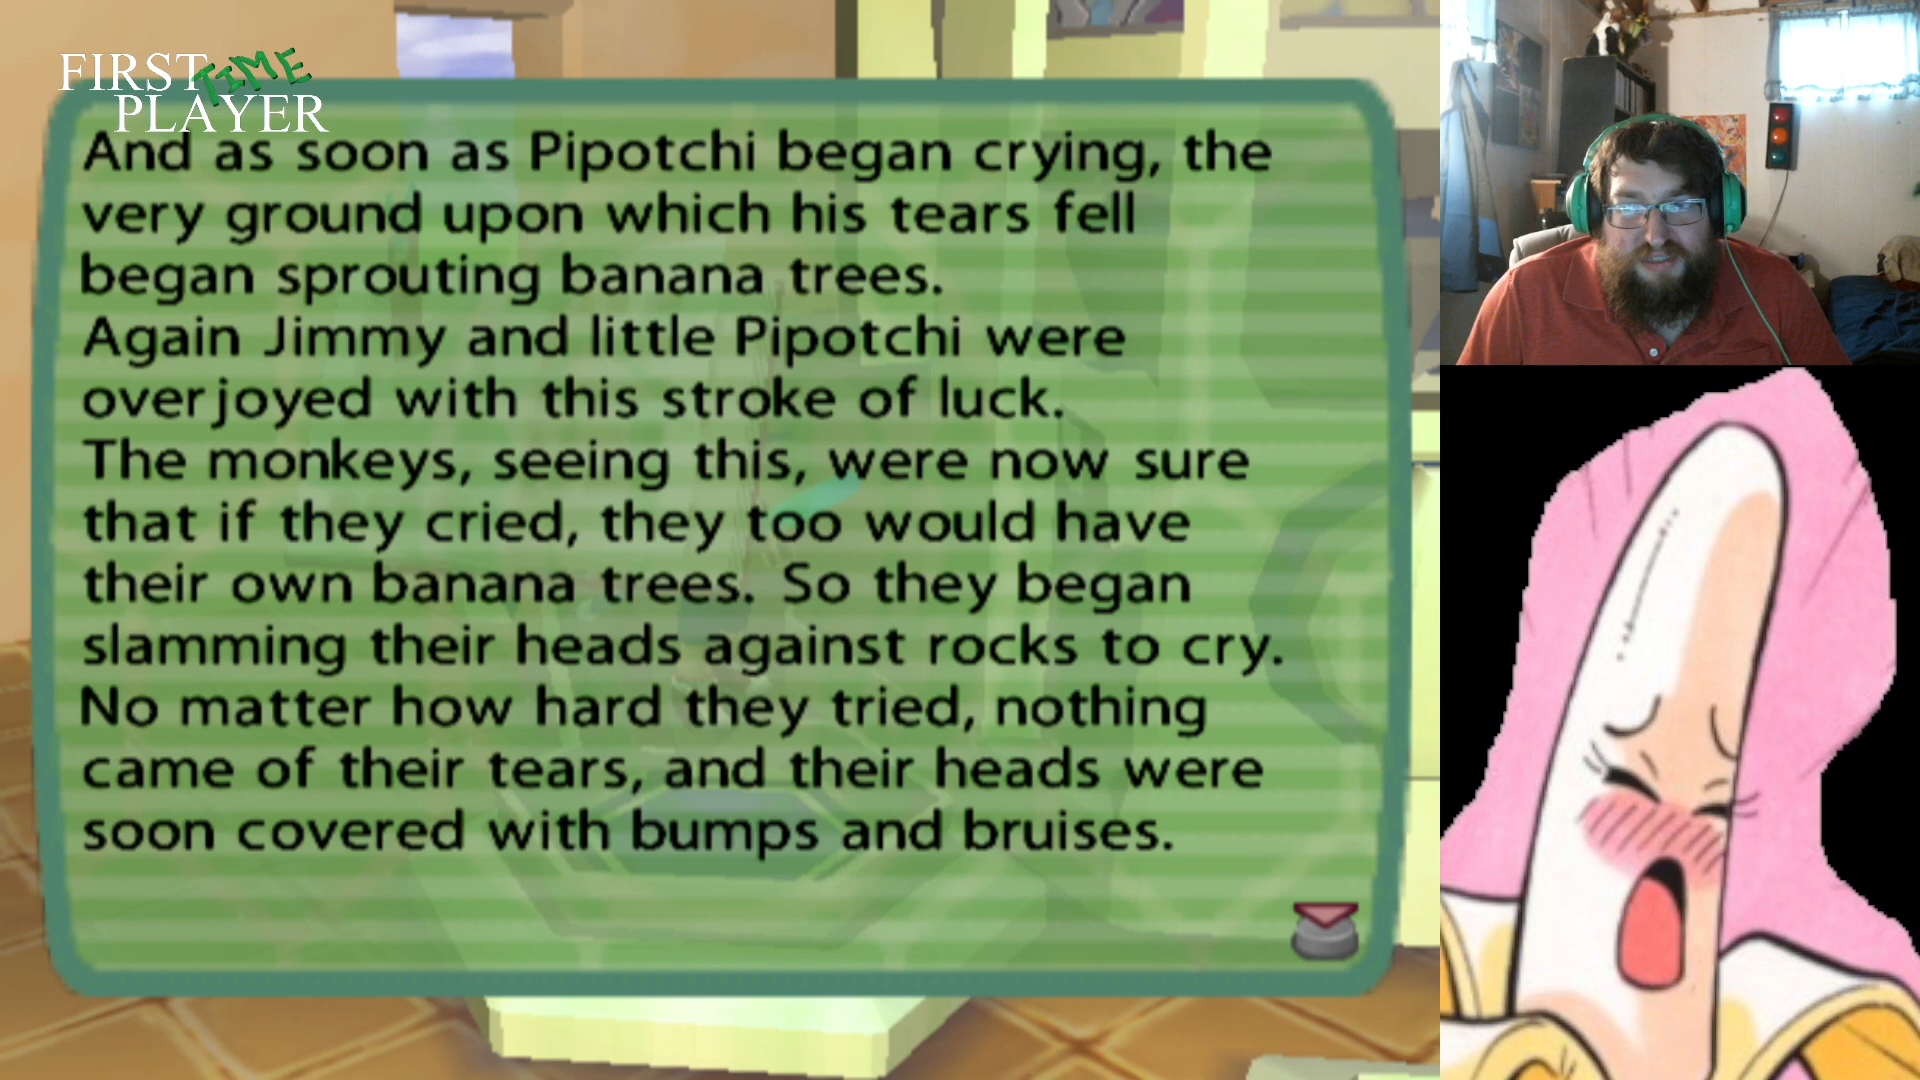 FIRST TIME
PLAYER
And as soon as Pipotchi began crying, the
very ground upon which his tears fell
began sprouting banana trees.
Again Jimmy and little Pipotchi were
overjoyed with this stroke of luck.
The monkeys, seeing this, were now sure
that if they cried, they too would have
their own banana trees. So they began
slamming their heads against rocks to cry.
No matter how hard they tried, nothing
came of their tears, and their heads were
soon covered with bumps and bruises.